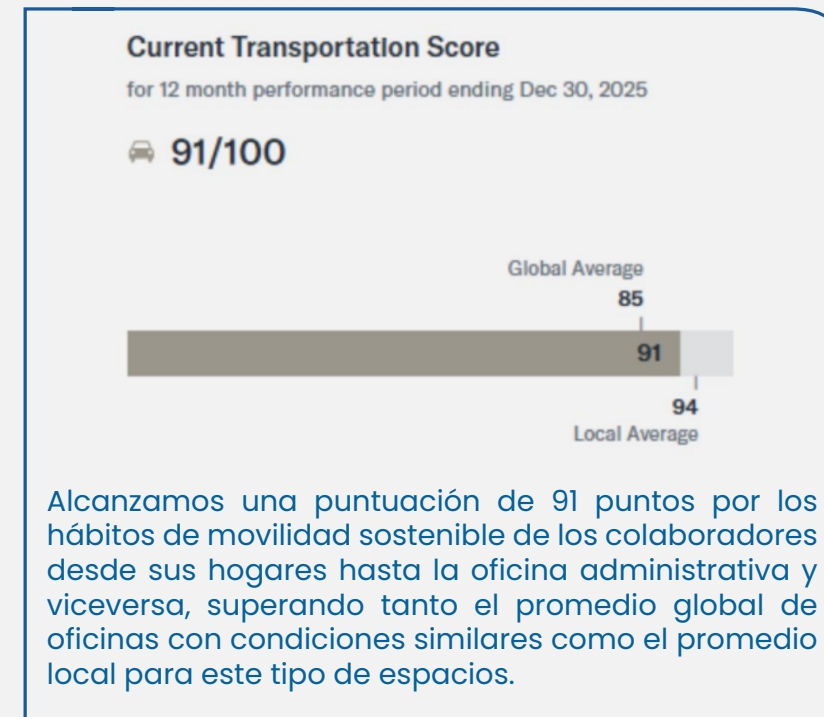 Current Transportation Score
for 12 month performance period ending Dec 30, 2025
91/100
Global Average
85
91
94
Local Average
Alcanzamos una puntuación de 91 puntos por los
hábitos de movilidad sostenible de los colaboradores
desde sus hogares hasta la oficina administrativa y
viceversa, superando tanto el promedio global de
oficinas con condiciones similares como el promedio
local para este tipo de espacios.